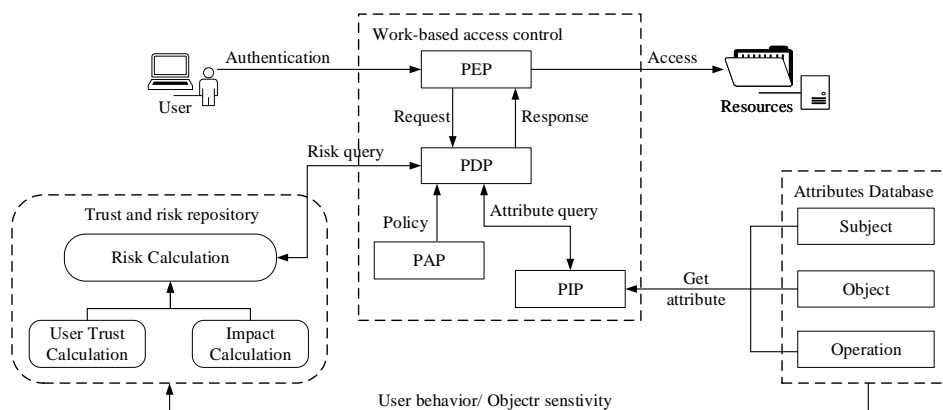 Work-based access control
Authentication
PEP
Access
User
Resources
Request
Response
Risk query
PDP
Trust and risk repository
Attributes Database
Policy
Attribute query
Subject
Risk Calculation
PAP
Get
attribute
PIP
Object
User Trust
Calculation
Impact
Calculation
Operation
User behavior/ Objectr senstivity